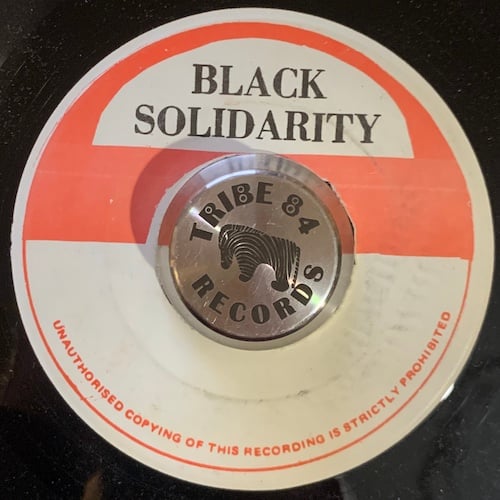 BLACK
SOLIDARITY
TRIBE 84
RECORDS
UNAUTHORISED COPYING OF THIS RECORDING IS STRICTLY PROHIBITED